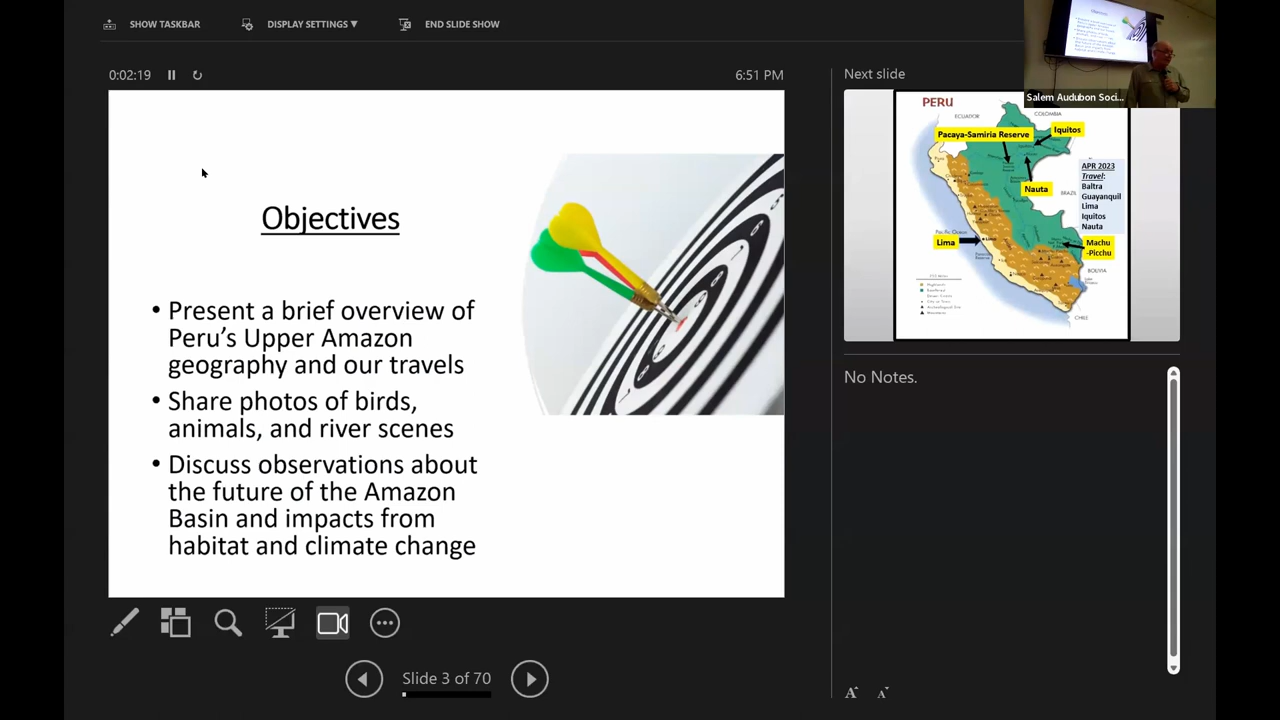 SHOW TASKBAR
DISPLAY SETTINGS ▼
END SLIDE SHOW
0:02:19
6:51 PM
Objectives
• Present a brief overview of
Peru's Upper Amazon
geography and our travels
• Share photos of birds,
animals, and river scenes
• Discuss observations about
the future of the Amazon
Basin and impacts from
habitat and climate change
Slide 3 of 70
Next slide
Salem Audubon Soci...
PERU
ECUADOR
COLOMBIA
Pacaya-Samiria Reserve
Iquitos
Nauta
BRAZIL
APR 2023
Travel:
Baltra
Guayanquil
Lima
Iquitos
Nauta
Lima
Machu
-Picchu
BOLIVIA
CHILE
No Notes.
A
A